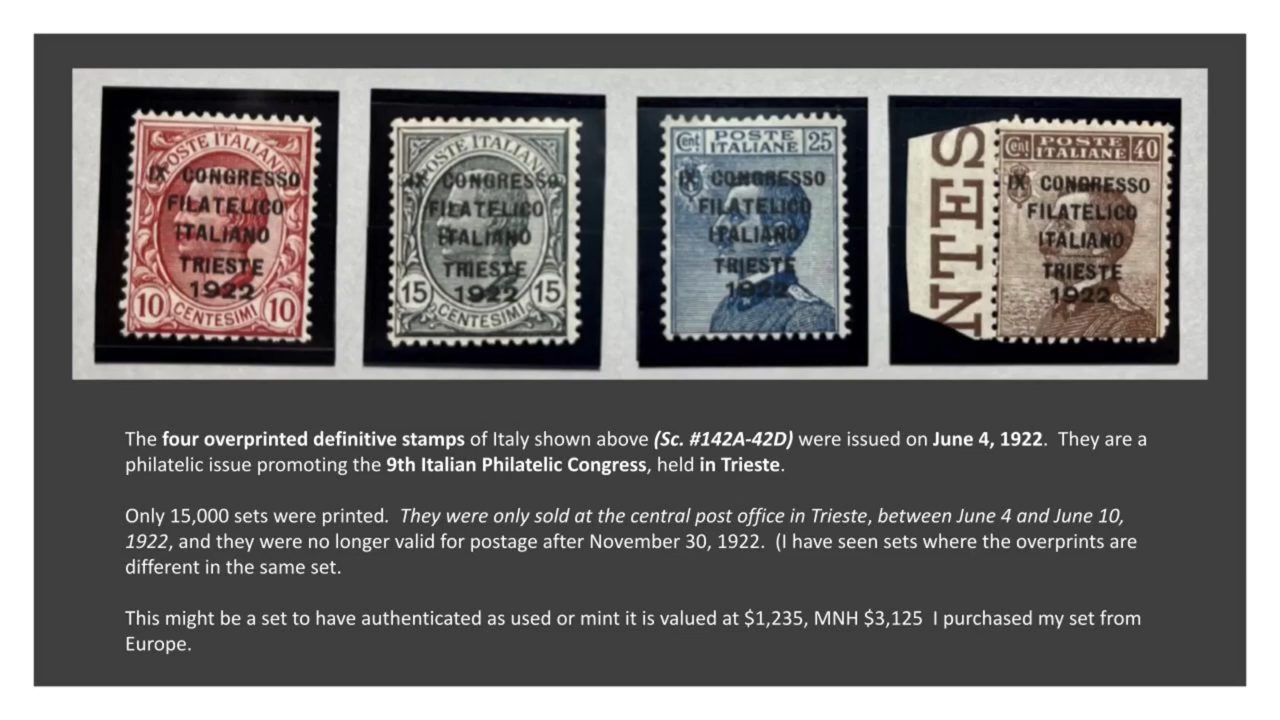 POSTE ITALIANE
IX CONGRESSO
FILATELICO
ITALIANO
TRIESTE
1922
10 CENTESIMI 10
POSTE ITALIANE
IX CONGRESSO
FILATELICO
ITALIANO
TRIESTE
1922
15 CENTESIMI 15
Cent POSTE ITALIANE 25
IX CONGRESSO
FILATELICO
ITALIANO
TRIESTE
1922
NTES
Cent POSTE ITALIANE 40
IX CONGRESSO
FILATELICO
ITALIANO
TRIESTE
1922
The four overprinted definitive stamps of Italy shown above (Sc. #142A-42D) were issued on June 4, 1922.  They are a
philatelic issue promoting the 9th Italian Philatelic Congress, held in Trieste.
Only 15,000 sets were printed.  They were only sold at the central post office in Trieste, between June 4 and June 10,
1922, and they were no longer valid for postage after November 30, 1922.  (I have seen sets where the overprints are
different in the same set.
This might be a set to have authenticated as used or mint it is valued at $1,235, MNH $3,125  I purchased my set from
Europe.